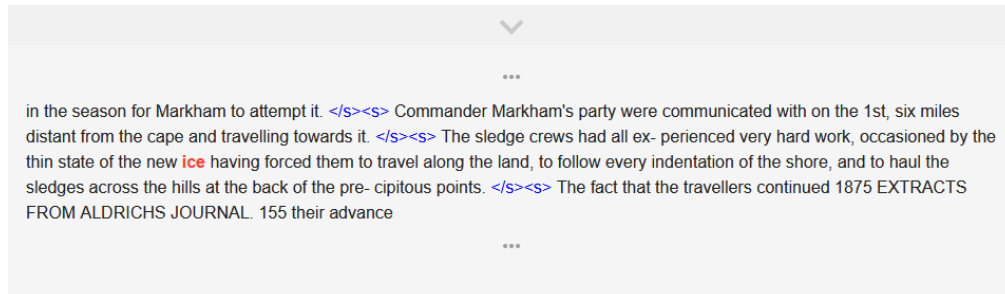 ...
in the season for Markham to attempt it. </s><s> Commander Markham's party were communicated with on the 1st, six miles
distant from the cape and travelling towards it. </s><s> The sledge crews had all ex- perienced very hard work, occasioned by the
thin state of the new ice having forced them to travel along the land, to follow every indentation of the shore, and to haul the
sledges across the hills at the back of the pre- cipitous points. </s><s> The fact that the travellers continued 1875 EXTRACTS
FROM ALDRICHS JOURNAL. 155 their advance
...